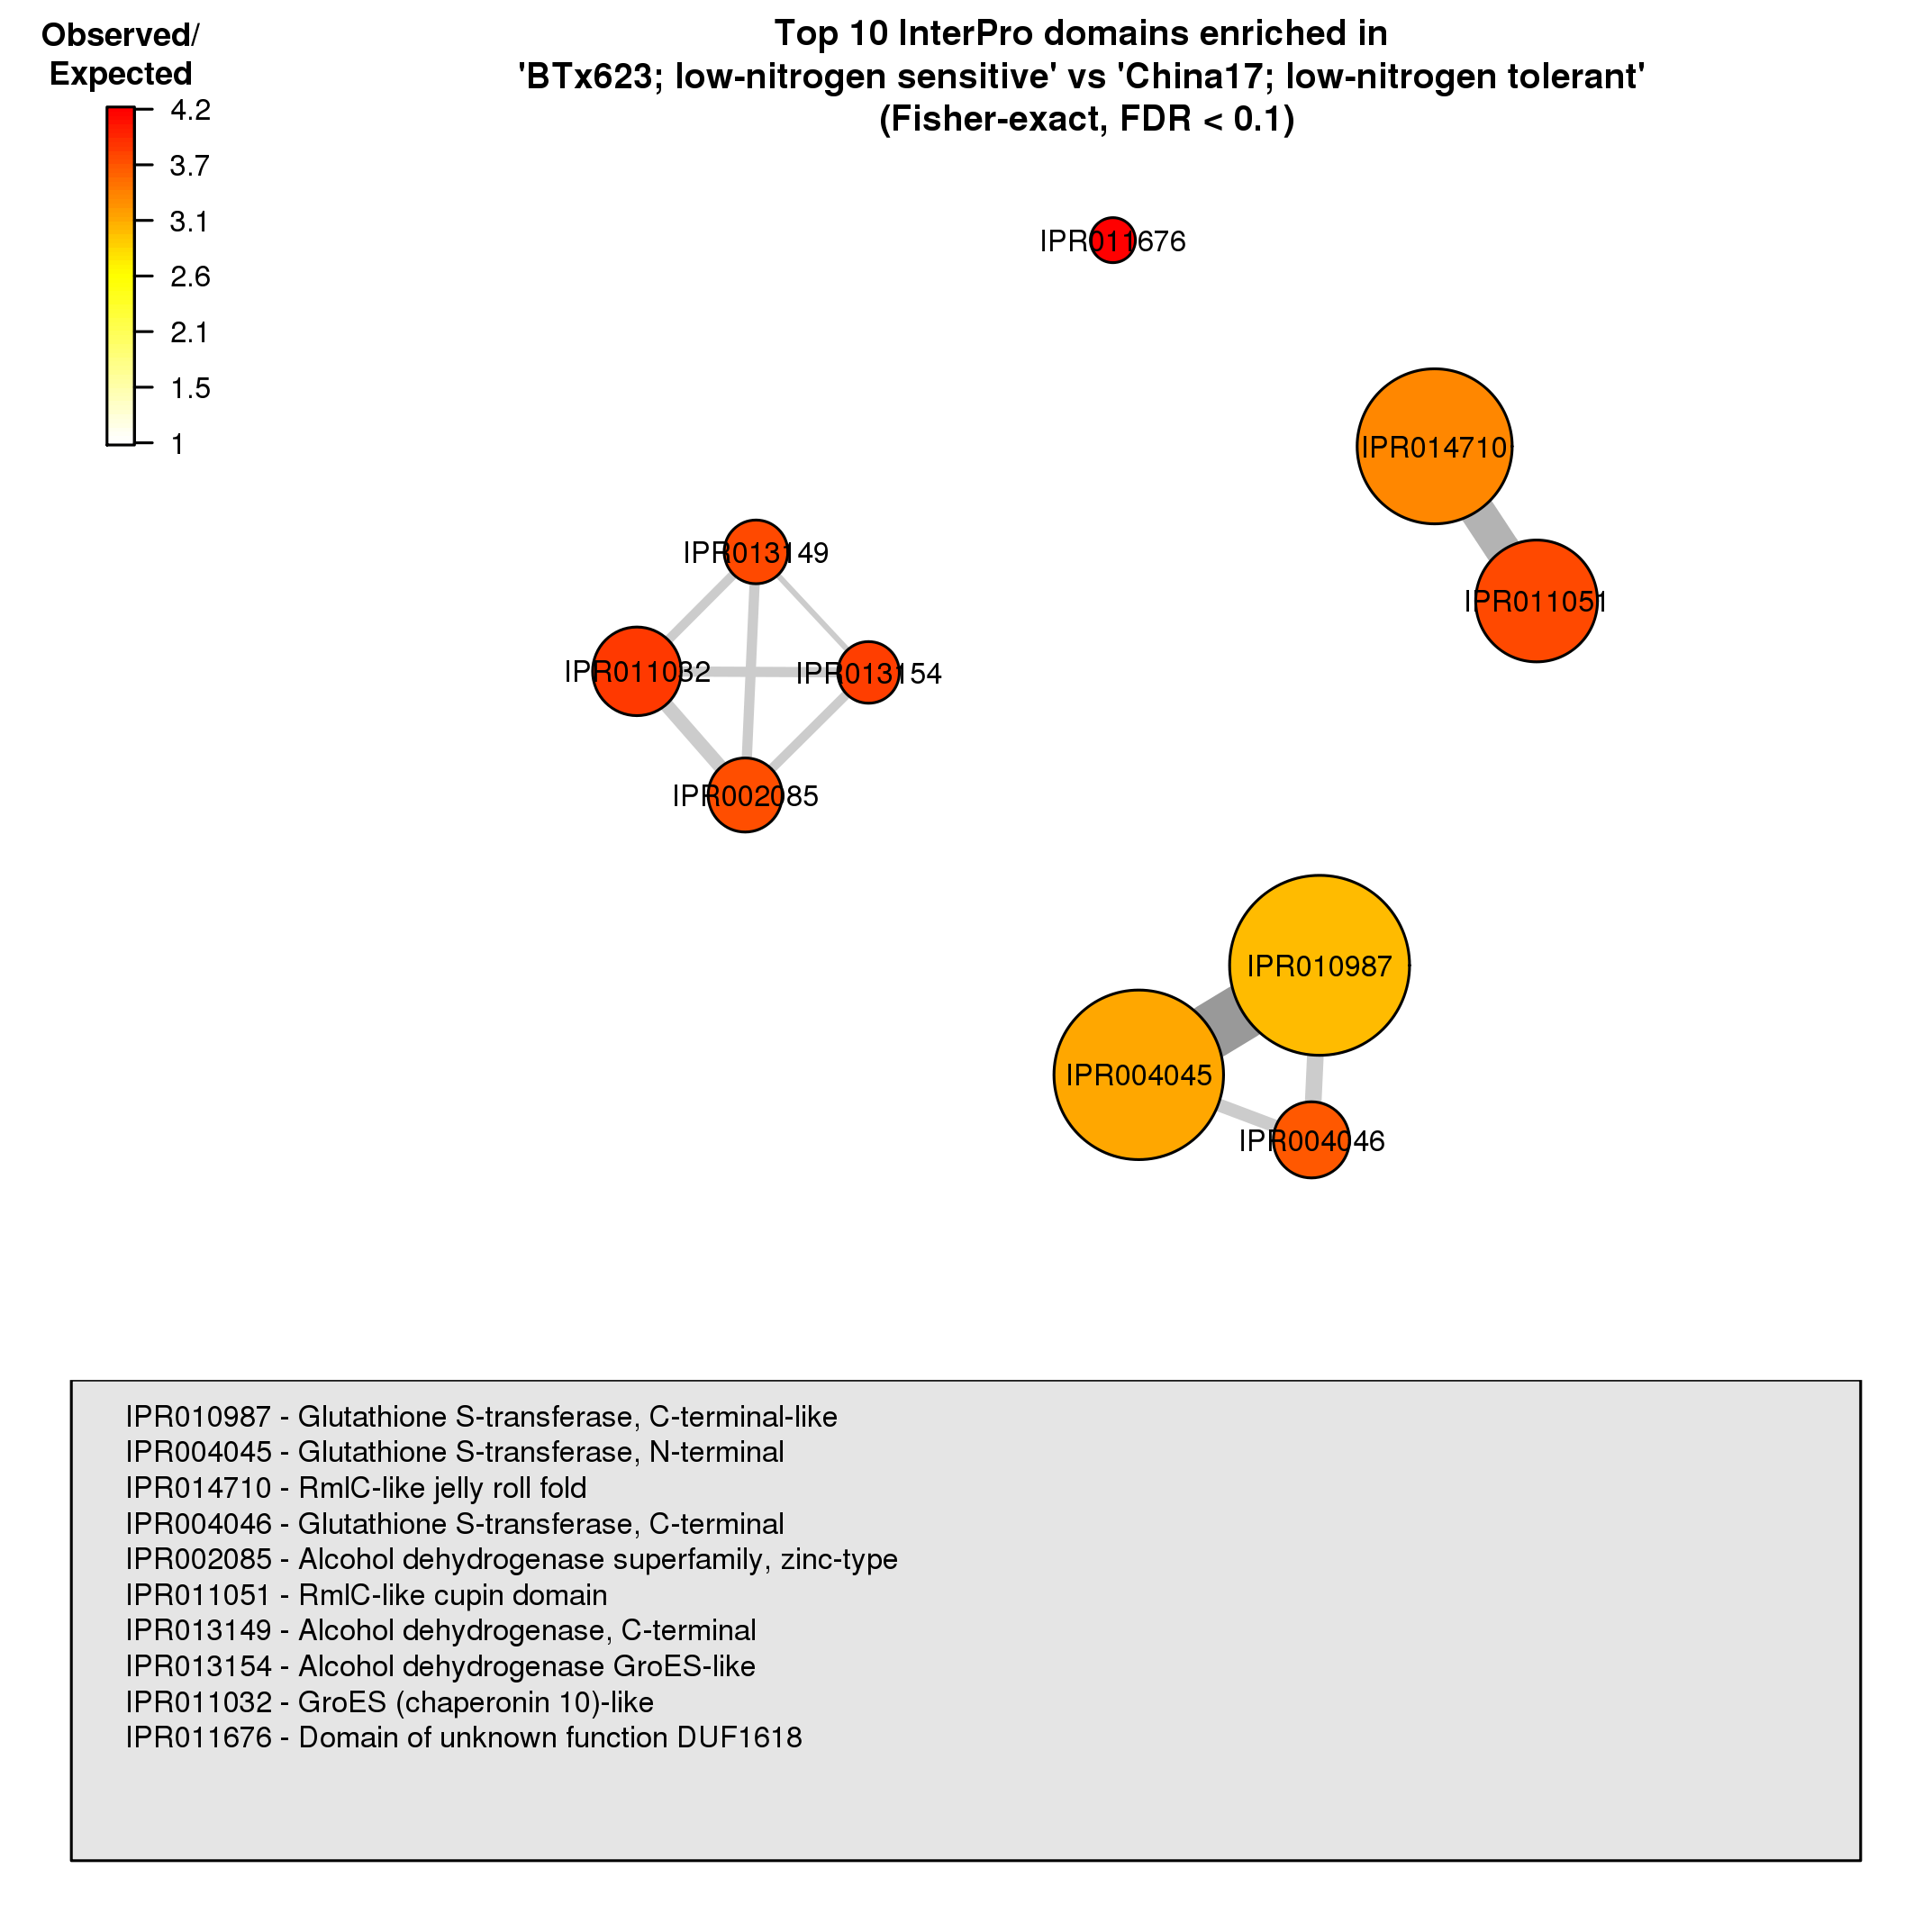 Observed/
Expected
4.2
3.7
3.1
2.6
2.1
1.5
1
Top 10 InterPro domains enriched in
'BTx623; low-nitrogen sensitive' vs 'China17; low-nitrogen tolerant'
(Fisher-exact, FDR < 0.1)
IPR011676
IPR014710
IPR013149
IPR011051
IPR011032
IPR013154
IPR002085
IPR010987
IPR004045
IPR004046
IPR010987 - Glutathione S-transferase, C-terminal-like
IPR004045 - Glutathione S-transferase, N-terminal
IPR014710 - RmlC-like jelly roll fold
IPR004046 - Glutathione S-transferase, C-terminal
IPR002085 - Alcohol dehydrogenase superfamily, zinc-type
IPR011051 - RmlC-like cupin domain
IPR013149 - Alcohol dehydrogenase, C-terminal
IPR013154 - Alcohol dehydrogenase GroES-like
IPR011032 - GroES (chaperonin 10)-like
IPR011676 - Domain of unknown function DUF1618